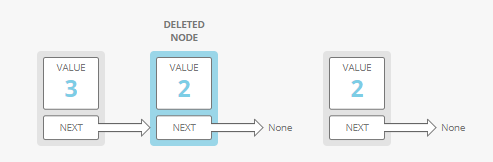 DELETED
NODE
VALUE
3
NEXT
VALUE
2
NEXT
None
VALUE
2
NEXT
None